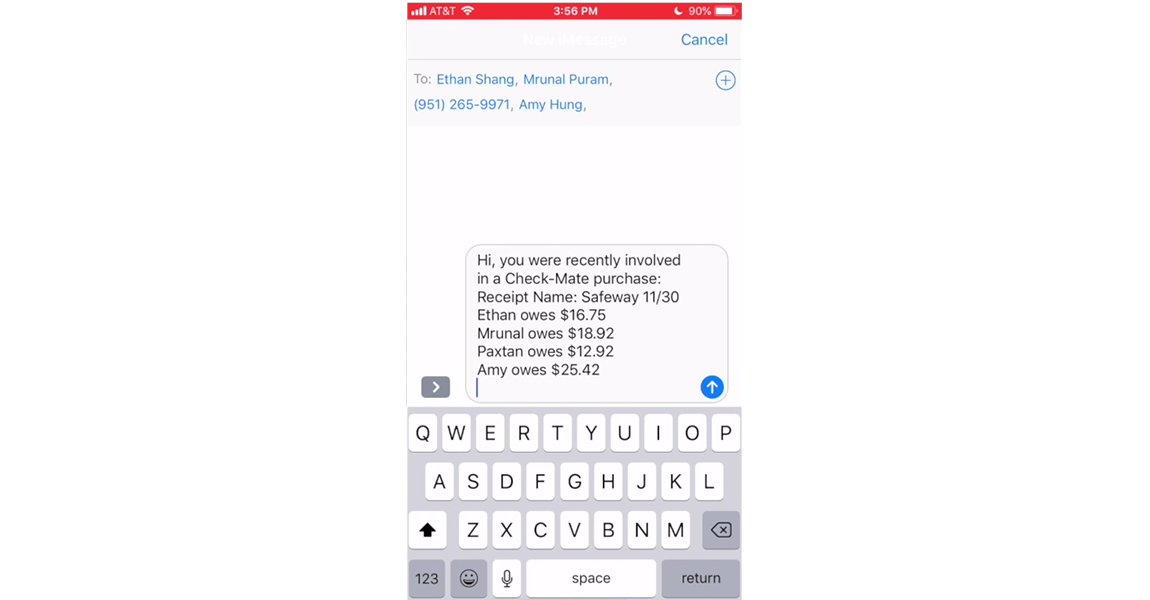 AT&T 3:56 PM 90%
New iMessage Cancel
To: Ethan Shang, Mrunal Puram,
(951) 265-9971, Amy Hung,
Hi, you were recently involved
in a Check-Mate purchase:
Receipt Name: Safeway 11/30
Ethan owes $16.75
Mrunal owes $18.92
Paxtan owes $12.92
Amy owes $25.42
Q W E R T Y U I O P
A S D F G H J K L
Z X C V B N M
123 space return